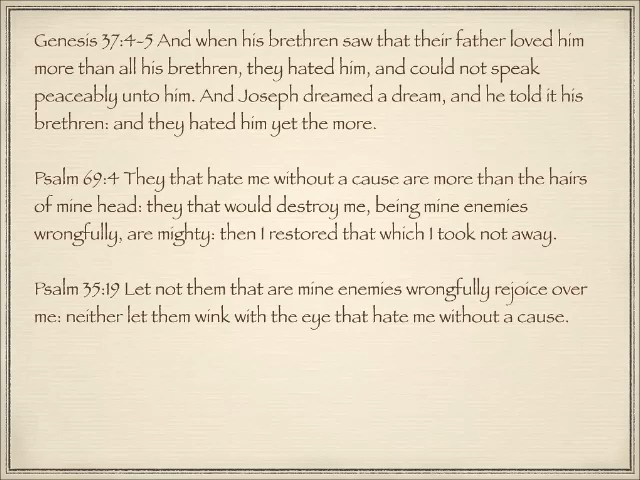 Genesis 37:4-5 And when his brethren saw that their father loved him
more than all his brethren, they hated him, and could not speak
peaceably unto him. And Joseph dreamed a dream, and he told it his
brethren: and they hated him yet the more.
Psalm 69:4 They that hate me without a cause are more than the hairs
of mine head: they that would destroy me, being mine enemies
wrongfully, are mighty: then I restored that which I took not away.
Psalm 35:19 Let not them that are mine enemies wrongfully rejoice over
me: neither let them wink with the eye that hate me without a cause.